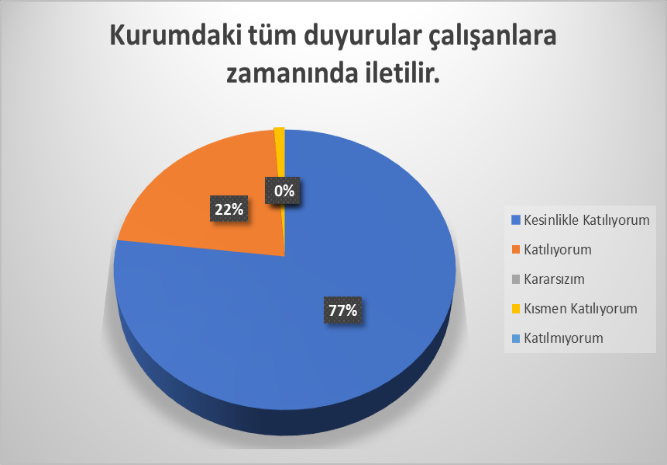 Kurumdaki tüm duyurular çalışanlara
zamanında iletilir.
22%
0%
77%
Kesinlikle Katılıyorum
Katılıyorum
Kararsızım
Kısmen Katılıyorum
Katılmıyorum